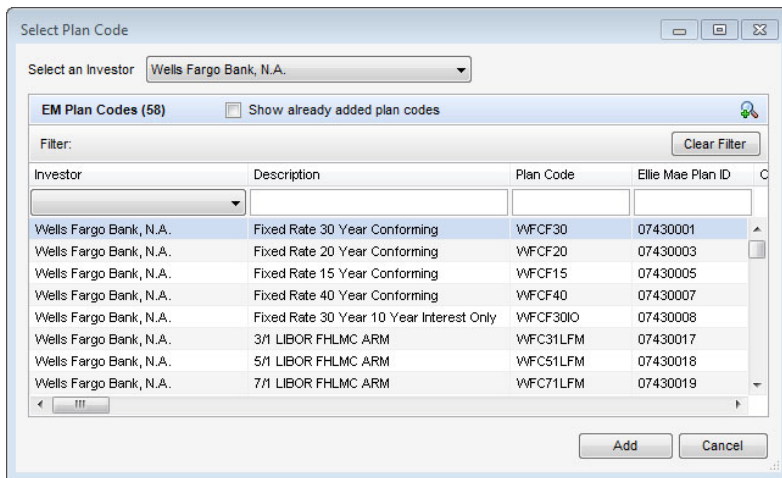 Select Plan Code
Select an Investor Wells Fargo Bank, N.A.
EM Plan Codes (58) Show already added plan codes
Filter: Clear Filter
Investor Description Plan Code Ellie Mae Plan ID C
Wells Fargo Bank, N.A. Fixed Rate 30 Year Conforming WFCF30 07430001
Wells Fargo Bank, N.A. Fixed Rate 20 Year Conforming WFCF20 07430003
Wells Fargo Bank, N.A. Fixed Rate 15 Year Conforming WFCF15 07430005
Wells Fargo Bank, N.A. Fixed Rate 40 Year Conforming WFCF40 07430007
Wells Fargo Bank, N.A. Fixed Rate 30 Year 10 Year Interest Only WFCF30IO 07430008
Wells Fargo Bank, N.A. 3/1 LIBOR FHLMC ARM WFC31LFM 07430017
Wells Fargo Bank, N.A. 5/1 LIBOR FHLMC ARM WFC51LFM 07430018
Wells Fargo Bank, N.A. 7/1 LIBOR FHLMC ARM WFC71LFM 07430019
Add Cancel